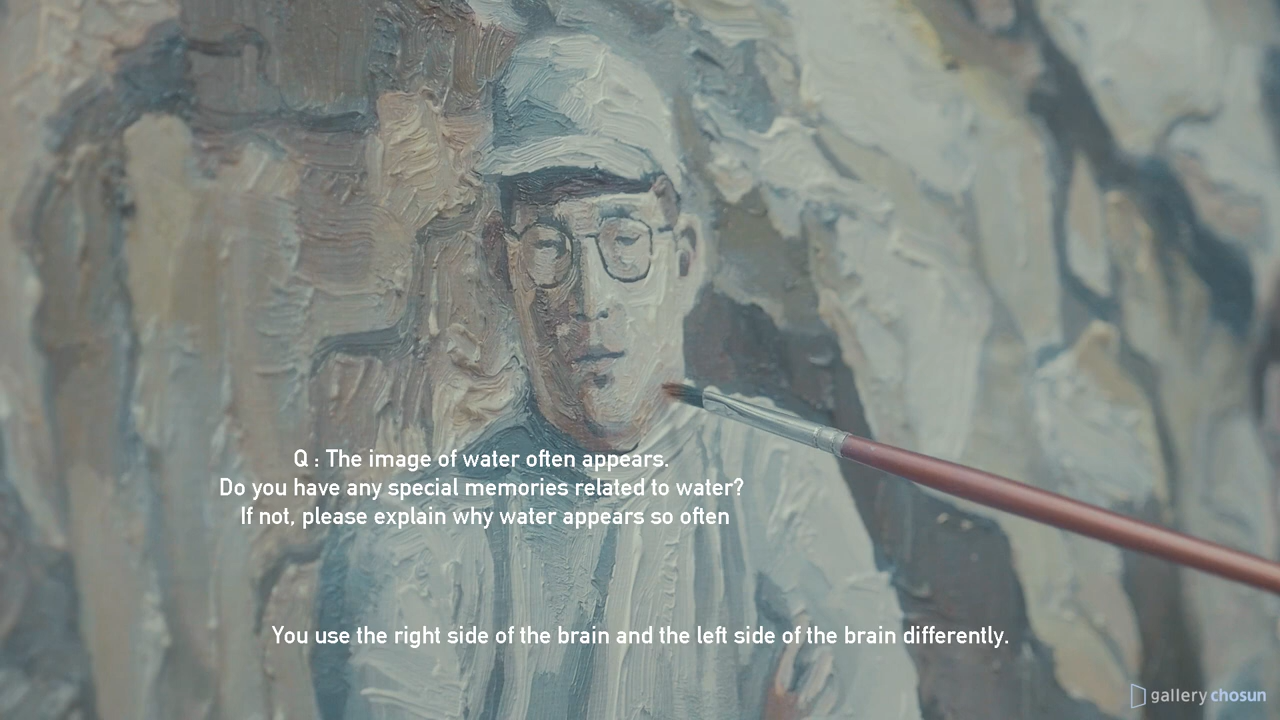 Q : The image of water often appears.
Do you have any special memories related to water?
If not, please explain why water appears so often
You use the right side of the brain and the left side of the brain differently.
gallery chosun